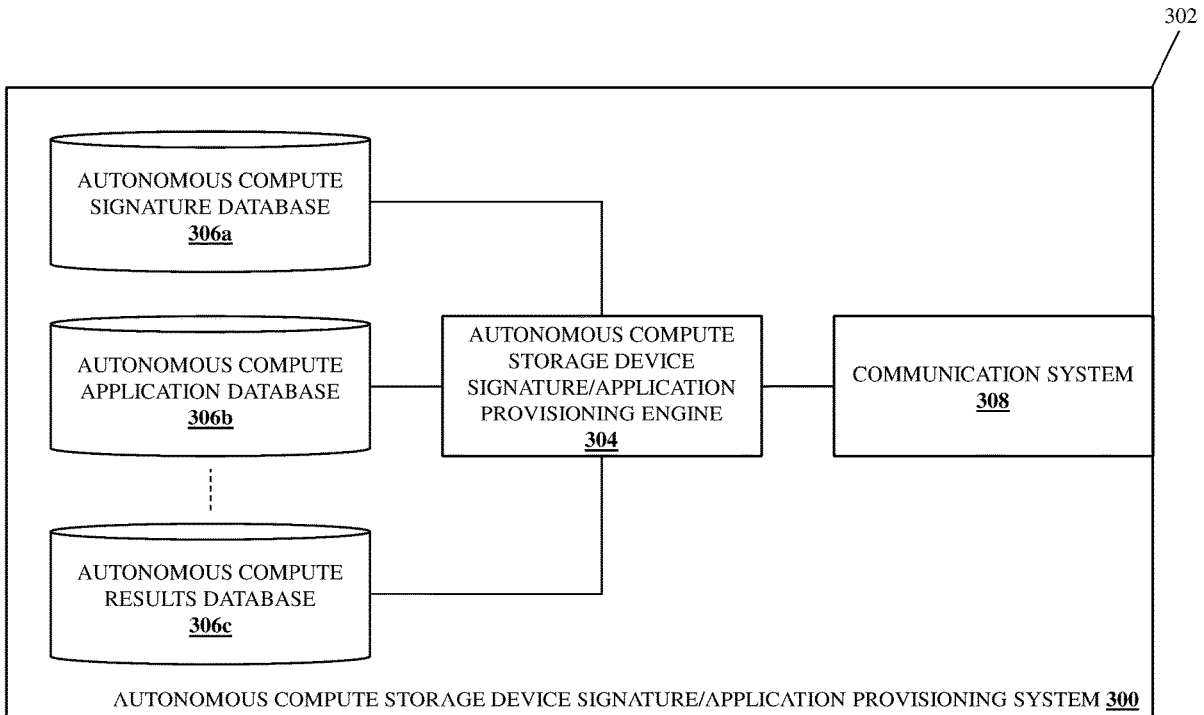 302
AUTONOMOUS COMPUTE
SIGNATURE DATABASE
306a
AUTONOMOUS COMPUTE
APPLICATION DATABASE
306b
AUTONOMOUS COMPUTE
STORAGE DEVICE
SIGNATURE/APPLICATION
PROVISIONING ENGINE
304
COMMUNICATION SYSTEM
308
AUTONOMOUS COMPUTE
RESULTS DATABASE
306c
AUTONOMOUS COMPUTE STORAGE DEVICE SIGNATURE/APPLICATION PROVISIONING SYSTEM 300